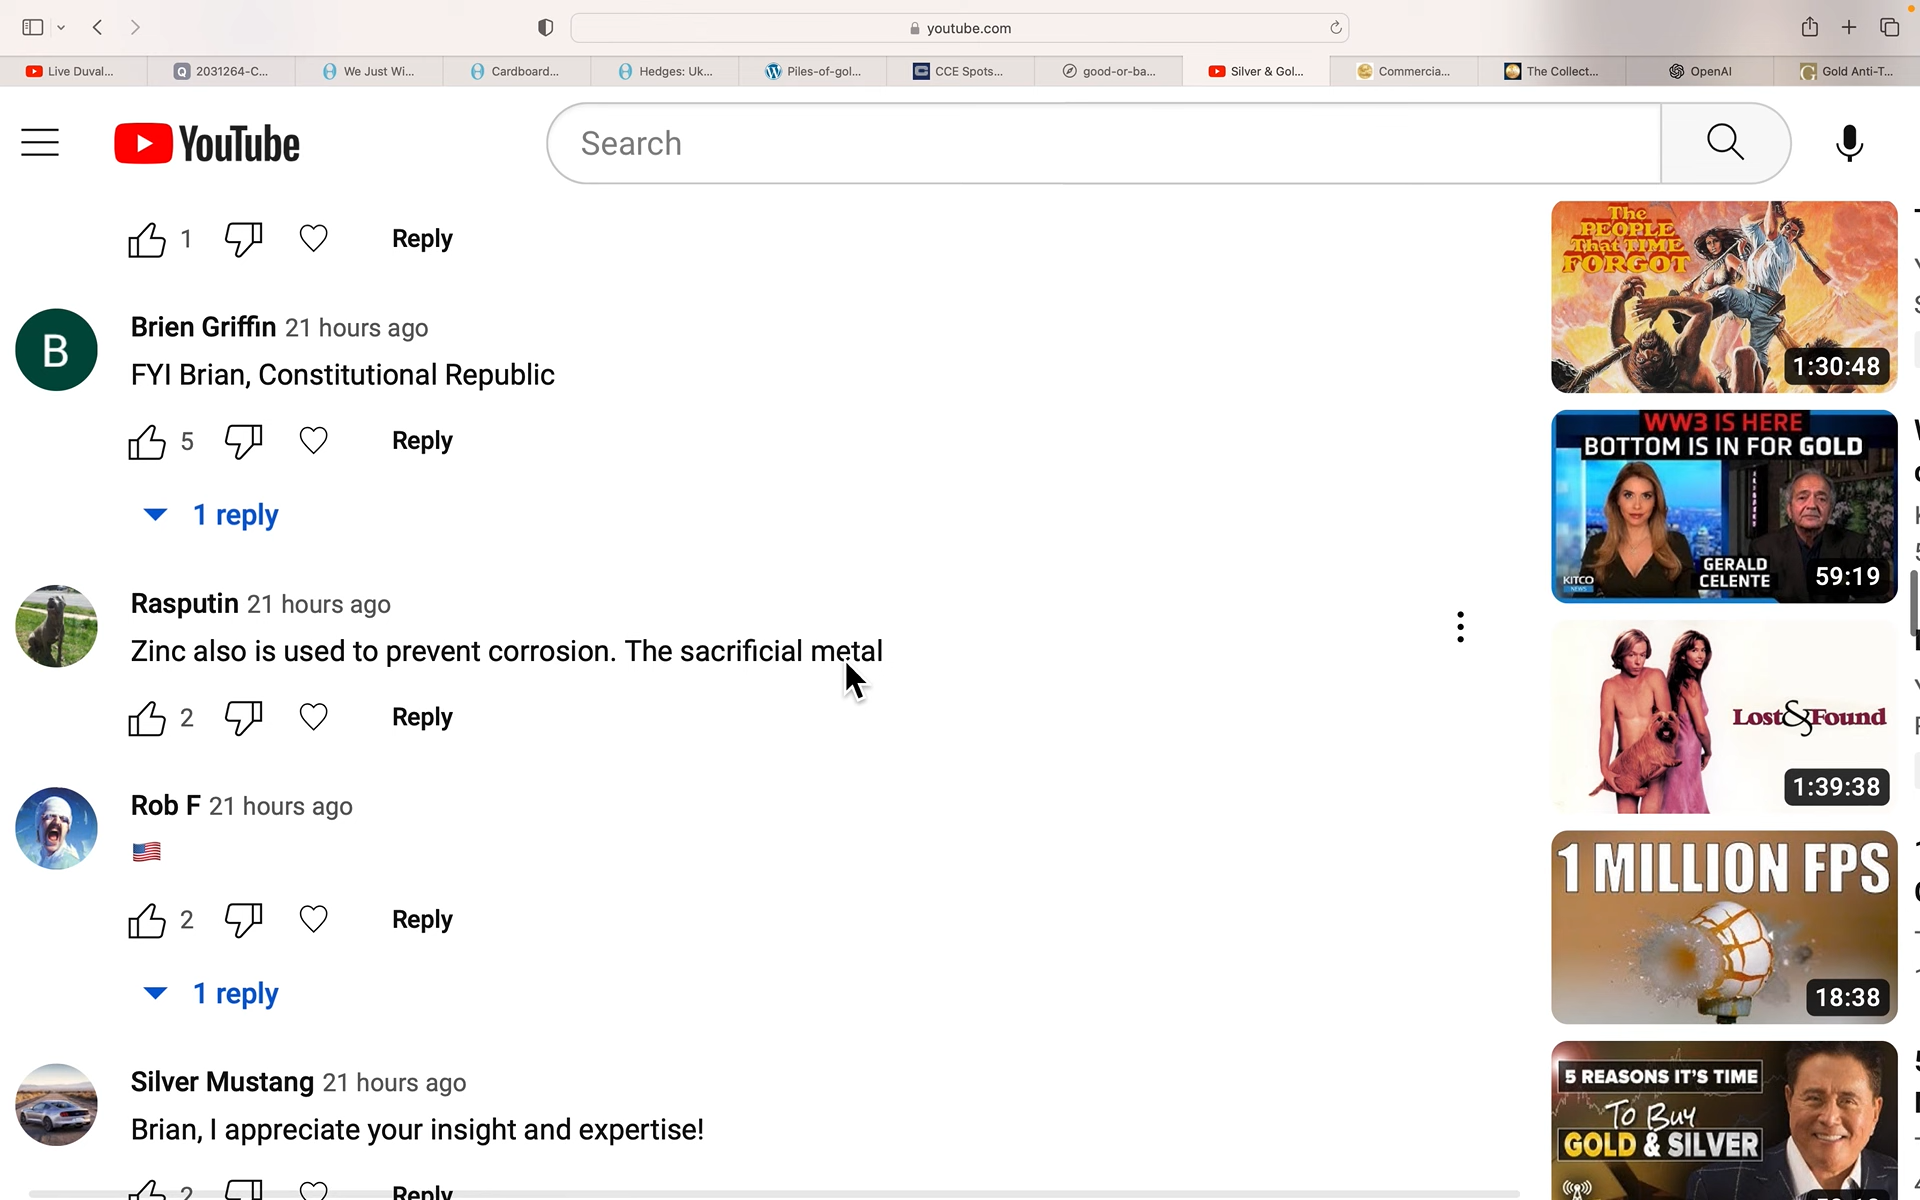 youtube.com
Live Duval...
2031264-C...
We Just Wi...
Cardboard...
Hedges: Uk...
Piles-of-gol...
CCE Spots...
good-or-ba...
Silver & Gol...
Commercia...
The Collect...
OpenAI
Gold Anti-T...
YouTube
Search
1
Reply
Brien Griffin 21 hours ago
FYI Brian, Constitutional Republic
5
Reply
1 reply
Rasputin 21 hours ago
Zinc also is used to prevent corrosion. The sacrificial metal
2
Reply
Rob F 21 hours ago
2
Reply
1 reply
Silver Mustang 21 hours ago
Brian, I appreciate your insight and expertise!
2
Reply
The
PEOPLE
That TIME
FORGOT
1:30:48
WW3 IS HERE
BOTTOM IS IN FOR GOLD
GERALD
CELENTE
KITCO
NEWS
59:19
Lost & Found
1:39:38
1 MILLION FPS
18:38
5 REASONS IT'S TIME
To Buy
GOLD & SILVER